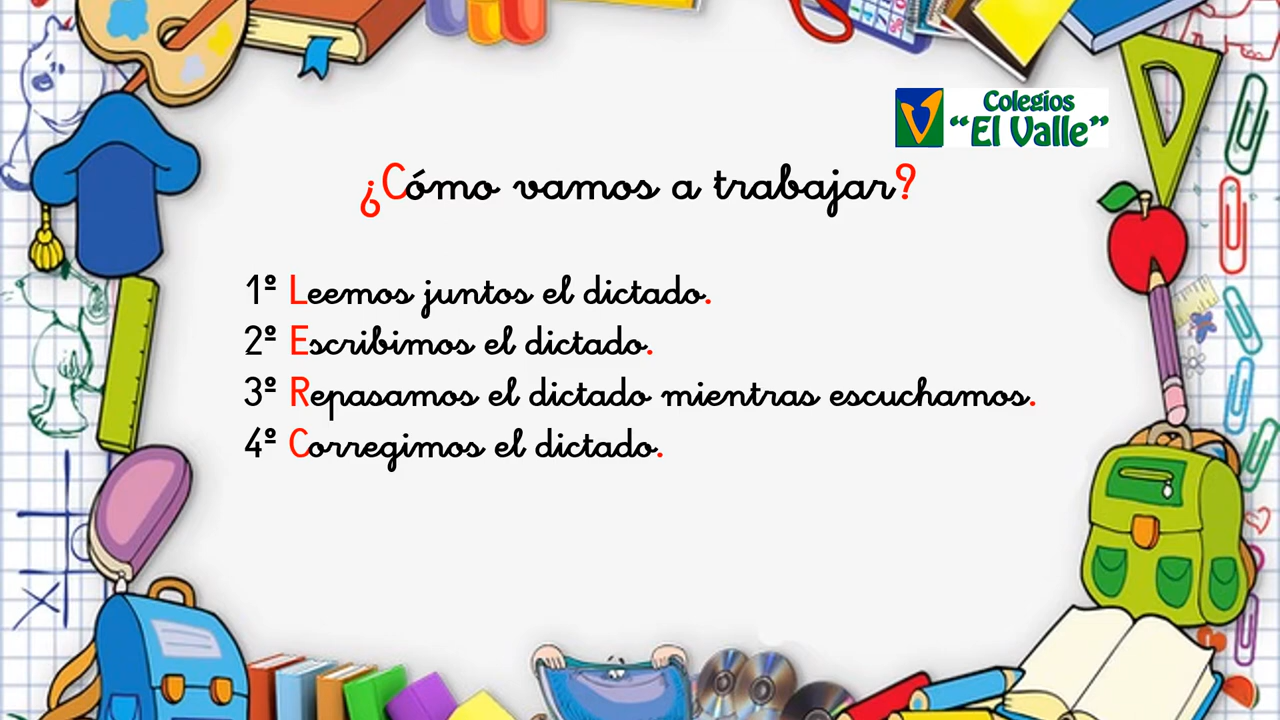 Colegios
“El Valle”
¿Cómo vamos a trabajar?
1º Leemos juntos el dictado.
2º Escribimos el dictado.
3º Repasamos el dictado mientras escuchamos.
4º Corregimos el dictado.